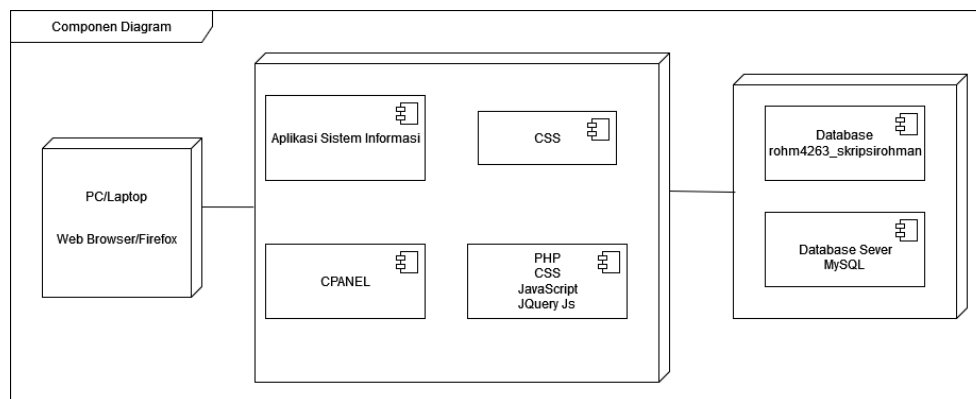 Componen Diagram
PC/Laptop
Web Browser/Firefox
Aplikasi Sistem Informasi
CSS
CPANEL
PHP
CSS
JavaScript
JQuery Js
Database
rohm4263_skripsirohman
Database Sever
MySQL